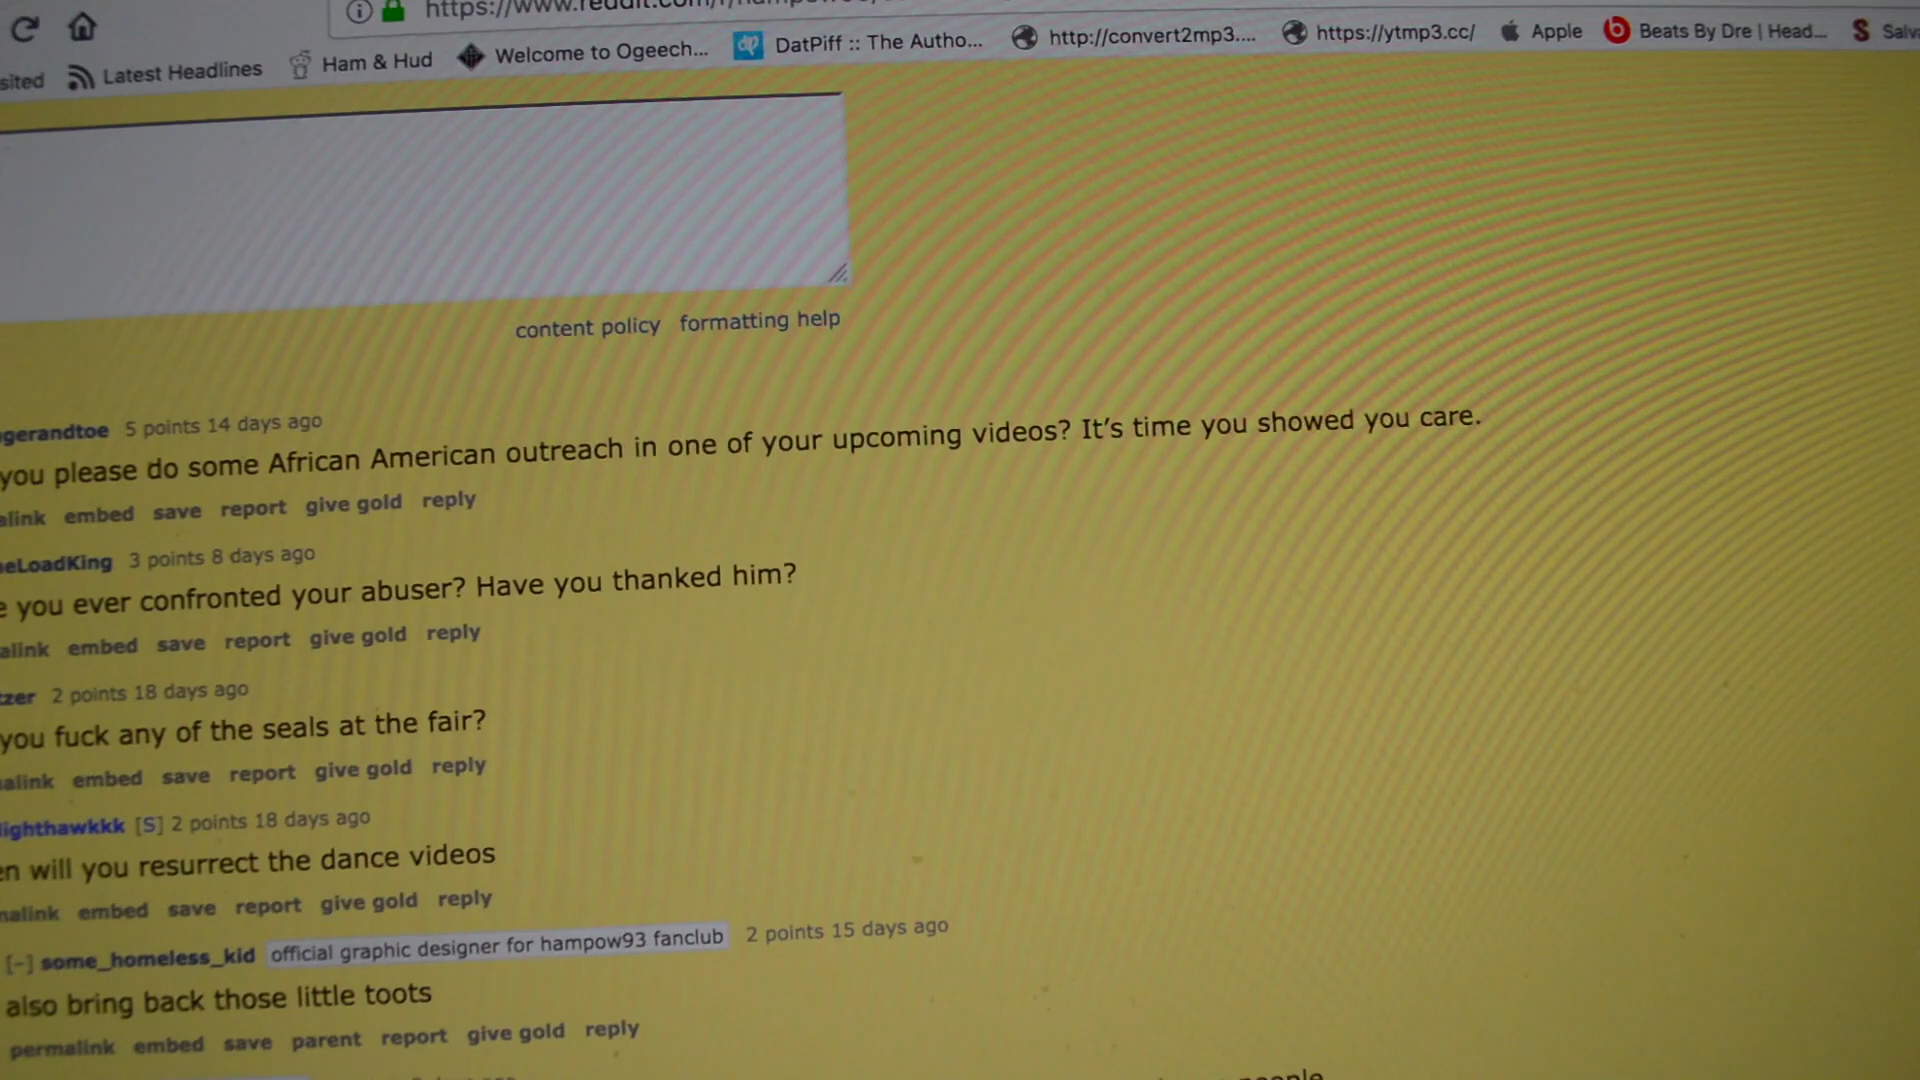 https://www.reddit.com/r/hampow93/
sited Latest Headlines Ham & Hud Welcome to Ogeech... DatPiff :: The Autho... http://convert2mp3.... https://ytmp3.cc/ Apple Beats By Dre | Head... Salva
content policy formatting help
gerandtoe 5 points 14 days ago
you please do some African American outreach in one of your upcoming videos? It's time you showed you care.
alink embed save report give gold reply
eLoadKing 3 points 8 days ago
e you ever confronted your abuser? Have you thanked him?
alink embed save report give gold reply
zer 2 points 18 days ago
you fuck any of the seals at the fair?
alink embed save report give gold reply
lighthawkkk [S] 2 points 18 days ago
en will you resurrect the dance videos
malink embed save report give gold reply
[-] some_homeless_kid official graphic designer for hampow93 fanclub 2 points 15 days ago
also bring back those little toots
permalink embed save parent report give gold reply
people